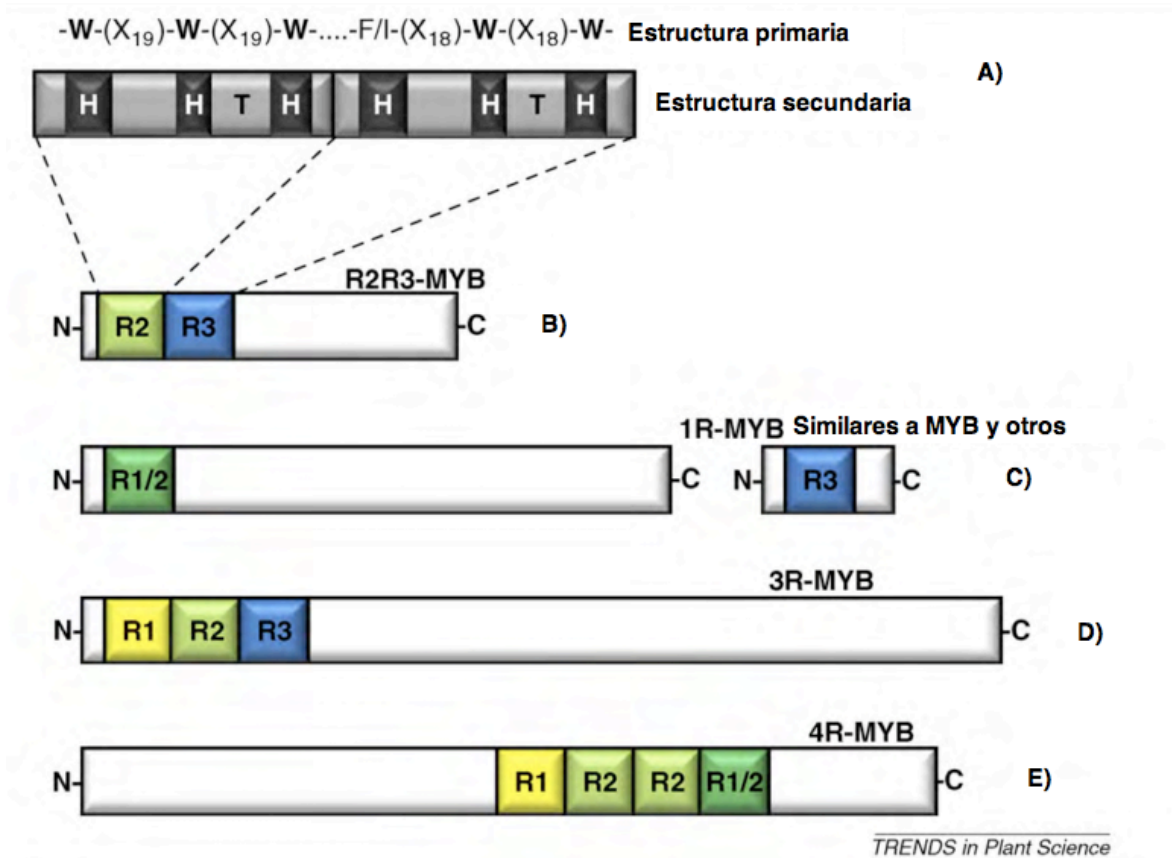 -W-(X19)-W-(X19)-W-....-F/I-(X18)-W-(X18)-W- Estructura primaria
A)
H H T H H H T H Estructura secundaria
R2R3-MYB
N- R2 R3 -C B)
1R-MYB Similares a MYB y otros
N- R1/2 -C N- R3 -C C)
3R-MYB
N- R1 R2 R3 -C D)
4R-MYB
N- R1 R2 R2 R1/2 -C E)
TRENDS in Plant Science